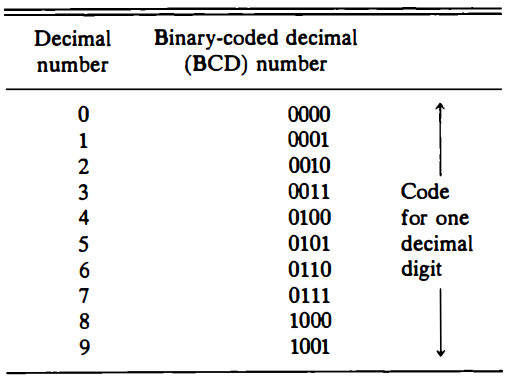 Decimal number Binary-coded decimal (BCD) number
0 0000
1 0001
2 0010
3 0011 Code
4 0100 for one
5 0101 decimal
6 0110 digit
7 0111
8 1000
9 1001